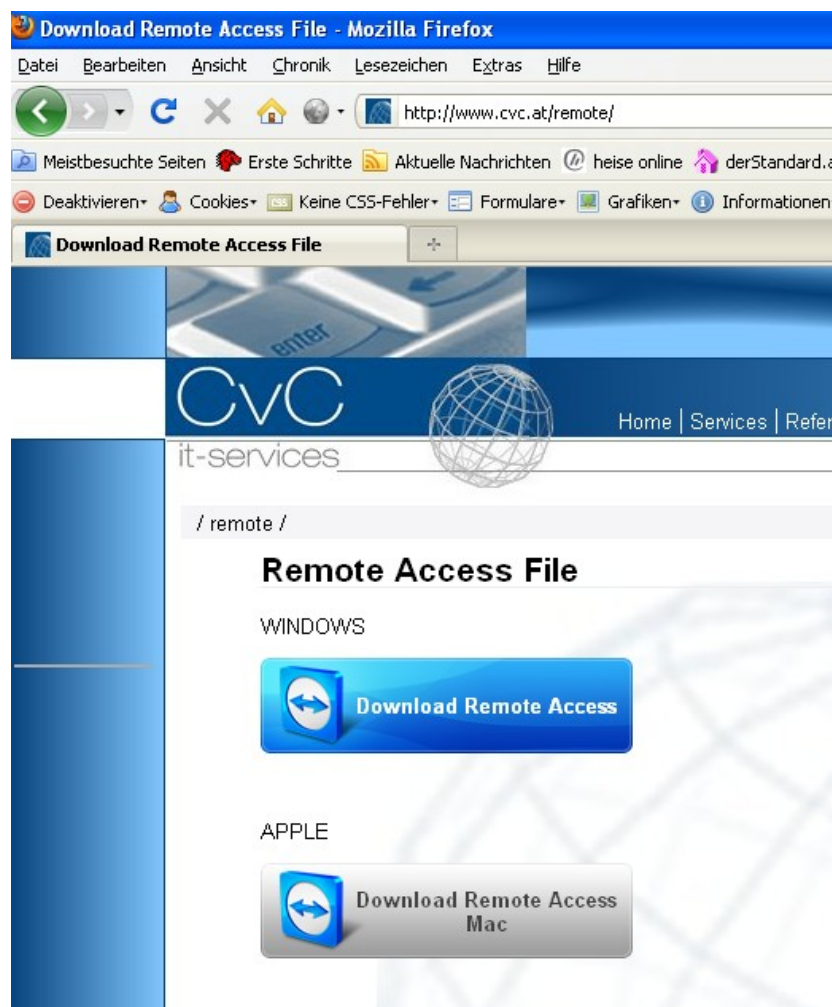 Download Remote Access File - Mozilla Firefox
Datei Bearbeiten Ansicht Chronik Lesezeichen Extras Hilfe
http://www.cvc.at/remote/
Meistbesuchte Seiten Erste Schritte Aktuelle Nachrichten heise online derStandard.a
Deaktivieren Cookies CSS Keine CSS-Fehler Formulare Grafiken Informationen
Download Remote Access File
enter
CvC
Home | Services | Refer
it-services
/ remote /
Remote Access File
WINDOWS
Download Remote Access
APPLE
Download Remote Access
Mac